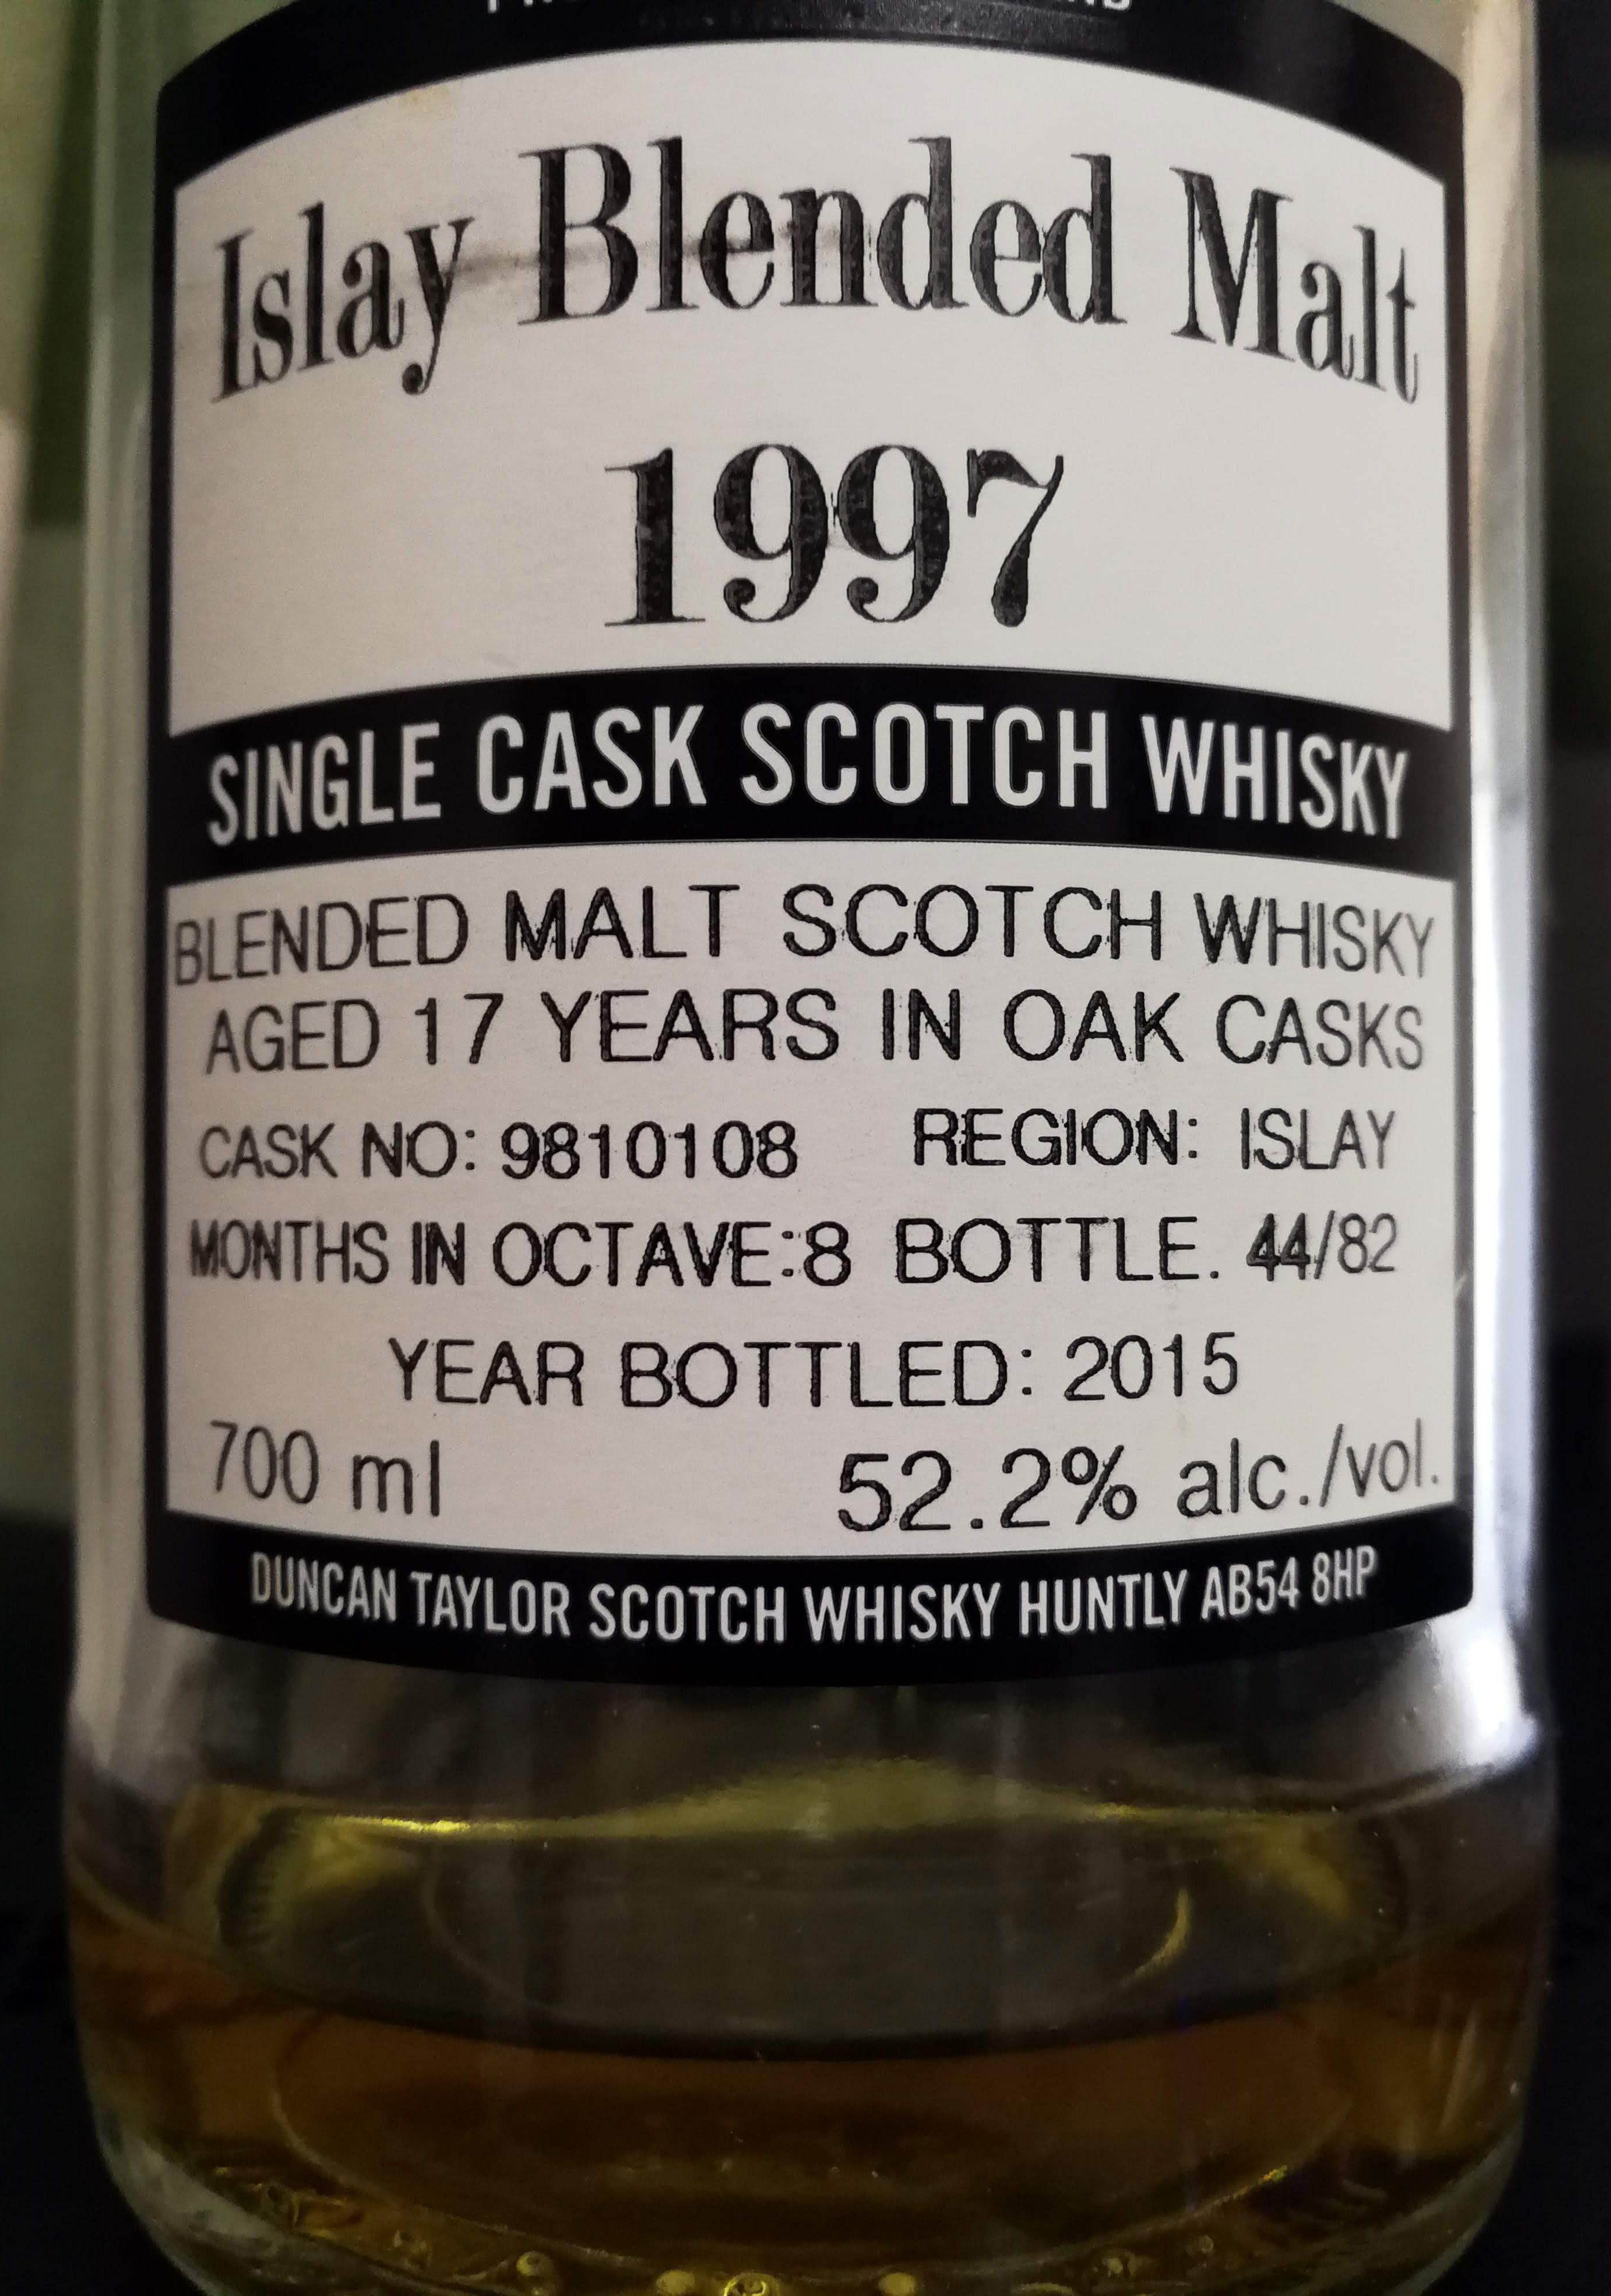 Islay Blended Malt
1997
SINGLE CASK SCOTCH WHISKY
BLENDED MALT SCOTCH WHISKY
AGED 17 YEARS IN OAK CASKS
CASK NO: 9810108 REGION: ISLAY
MONTHS IN OCTAVE:8 BOTTLE. 44/82
YEAR BOTTLED: 2015
700 ml 52.2% alc./vol.
DUNCAN TAYLOR SCOTCH WHISKY HUNTLY AB54 8HP